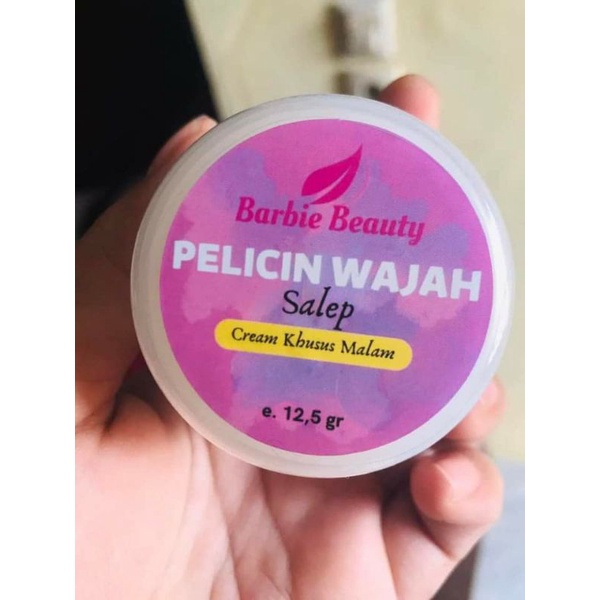 Barbie Beauty
PELICIN WAJAH
Salep
Cream Khusus Malam
e. 12,5 gr